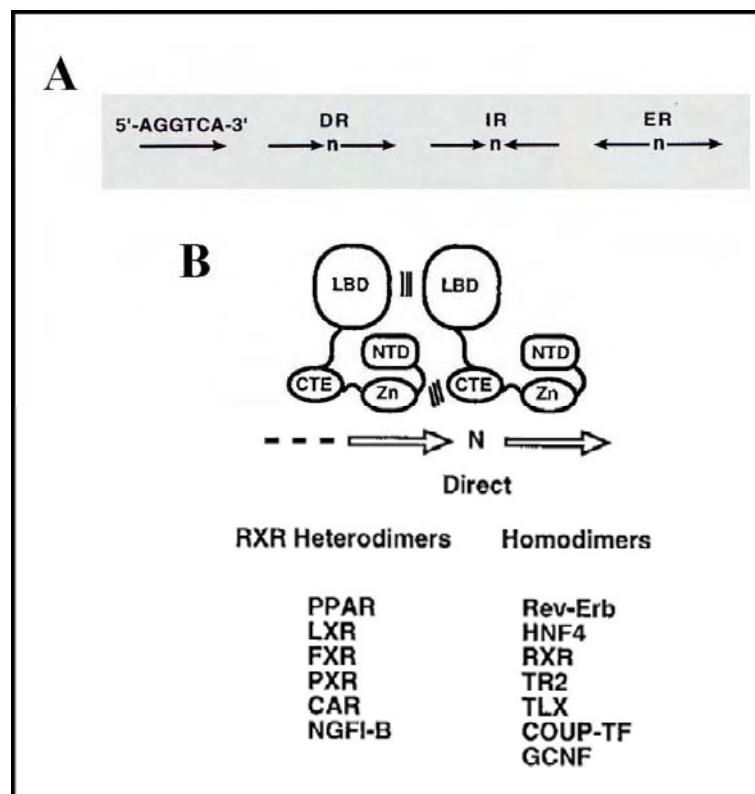 A
5'-AGGTCA-3' DR IR ER
n n n
B
LBD LBD
NTD NTD
CTE Zn CTE Zn
N
Direct
RXR Heterodimers Homodimers
PPAR Rev-Erb
LXR HNF4
FXR RXR
PXR TR2
CAR TLX
NGFI-B COUP-TF
GCNF